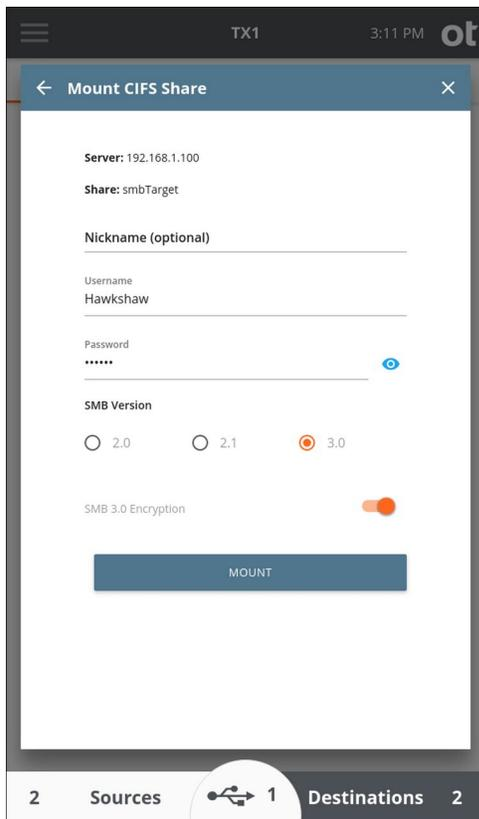 TX1
3:11 PM
ot
Mount CIFS Share
Server: 192.168.1.100
Share: smbTarget
Nickname (optional)
Username
Hawkshaw
Password
••••••
SMB Version
2.0 2.1 3.0
SMB 3.0 Encryption
MOUNT
2 Sources 1 Destinations 2